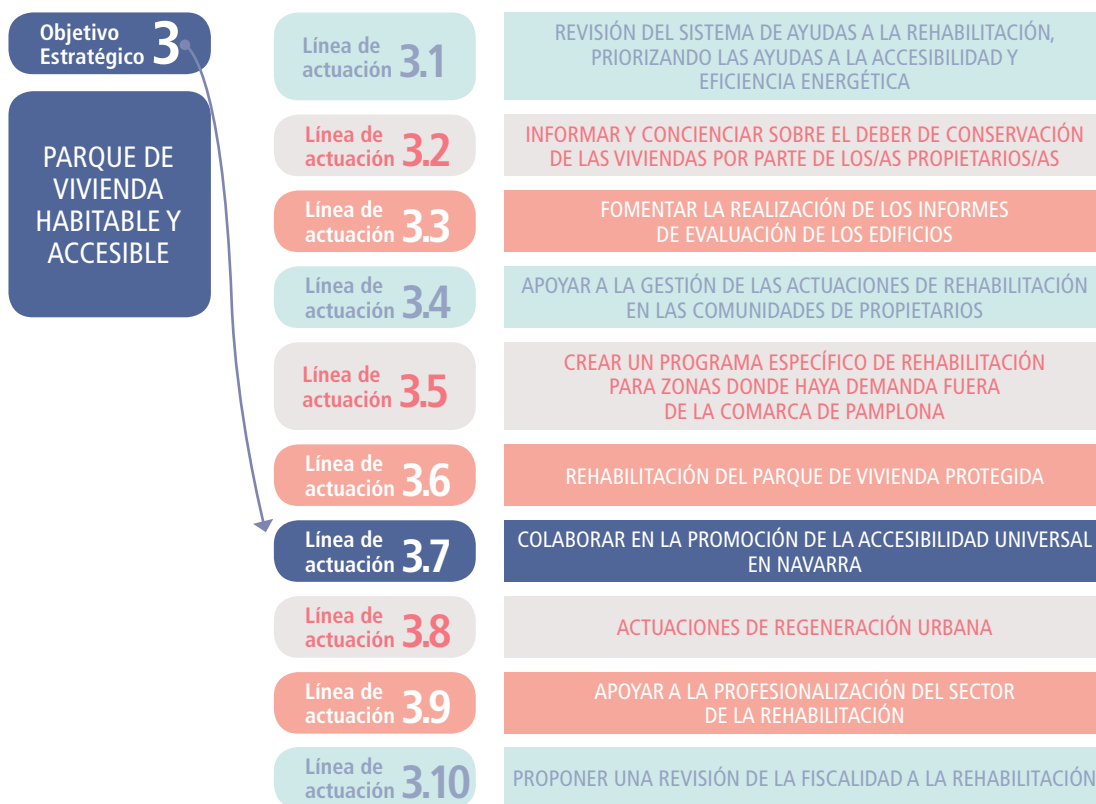 Objetivo
Estratégico 3
PARQUE DE
VIVIENDA
HABITABLE Y
ACCESIBLE
Línea de
actuación 3.1
REVISIÓN DEL SISTEMA DE AYUDAS A LA REHABILITACIÓN,
PRIORIZANDO LAS AYUDAS A LA ACCESIBILIDAD Y
EFICIENCIA ENERGÉTICA
Línea de
actuación 3.2
INFORMAR Y CONCIENCIAR SOBRE EL DEBER DE CONSERVACIÓN
DE LAS VIVIENDAS POR PARTE DE LOS/AS PROPIETARIOS/AS
Línea de
actuación 3.3
FOMENTAR LA REALIZACIÓN DE LOS INFORMES
DE EVALUACIÓN DE LOS EDIFICIOS
Línea de
actuación 3.4
APOYAR A LA GESTIÓN DE LAS ACTUACIONES DE REHABILITACIÓN
EN LAS COMUNIDADES DE PROPIETARIOS
Línea de
actuación 3.5
CREAR UN PROGRAMA ESPECÍFICO DE REHABILITACIÓN
PARA ZONAS DONDE HAYA DEMANDA FUERA
DE LA COMARCA DE PAMPLONA
Línea de
actuación 3.6
REHABILITACIÓN DEL PARQUE DE VIVIENDA PROTEGIDA
Línea de
actuación 3.7
COLABORAR EN LA PROMOCIÓN DE LA ACCESIBILIDAD UNIVERSAL
EN NAVARRA
Línea de
actuación 3.8
ACTUACIONES DE REGENERACIÓN URBANA
Línea de
actuación 3.9
APOYAR A LA PROFESIONALIZACIÓN DEL SECTOR
DE LA REHABILITACIÓN
Línea de
actuación 3.10
PROPONER UNA REVISIÓN DE LA FISCALIDAD A LA REHABILITACIÓN